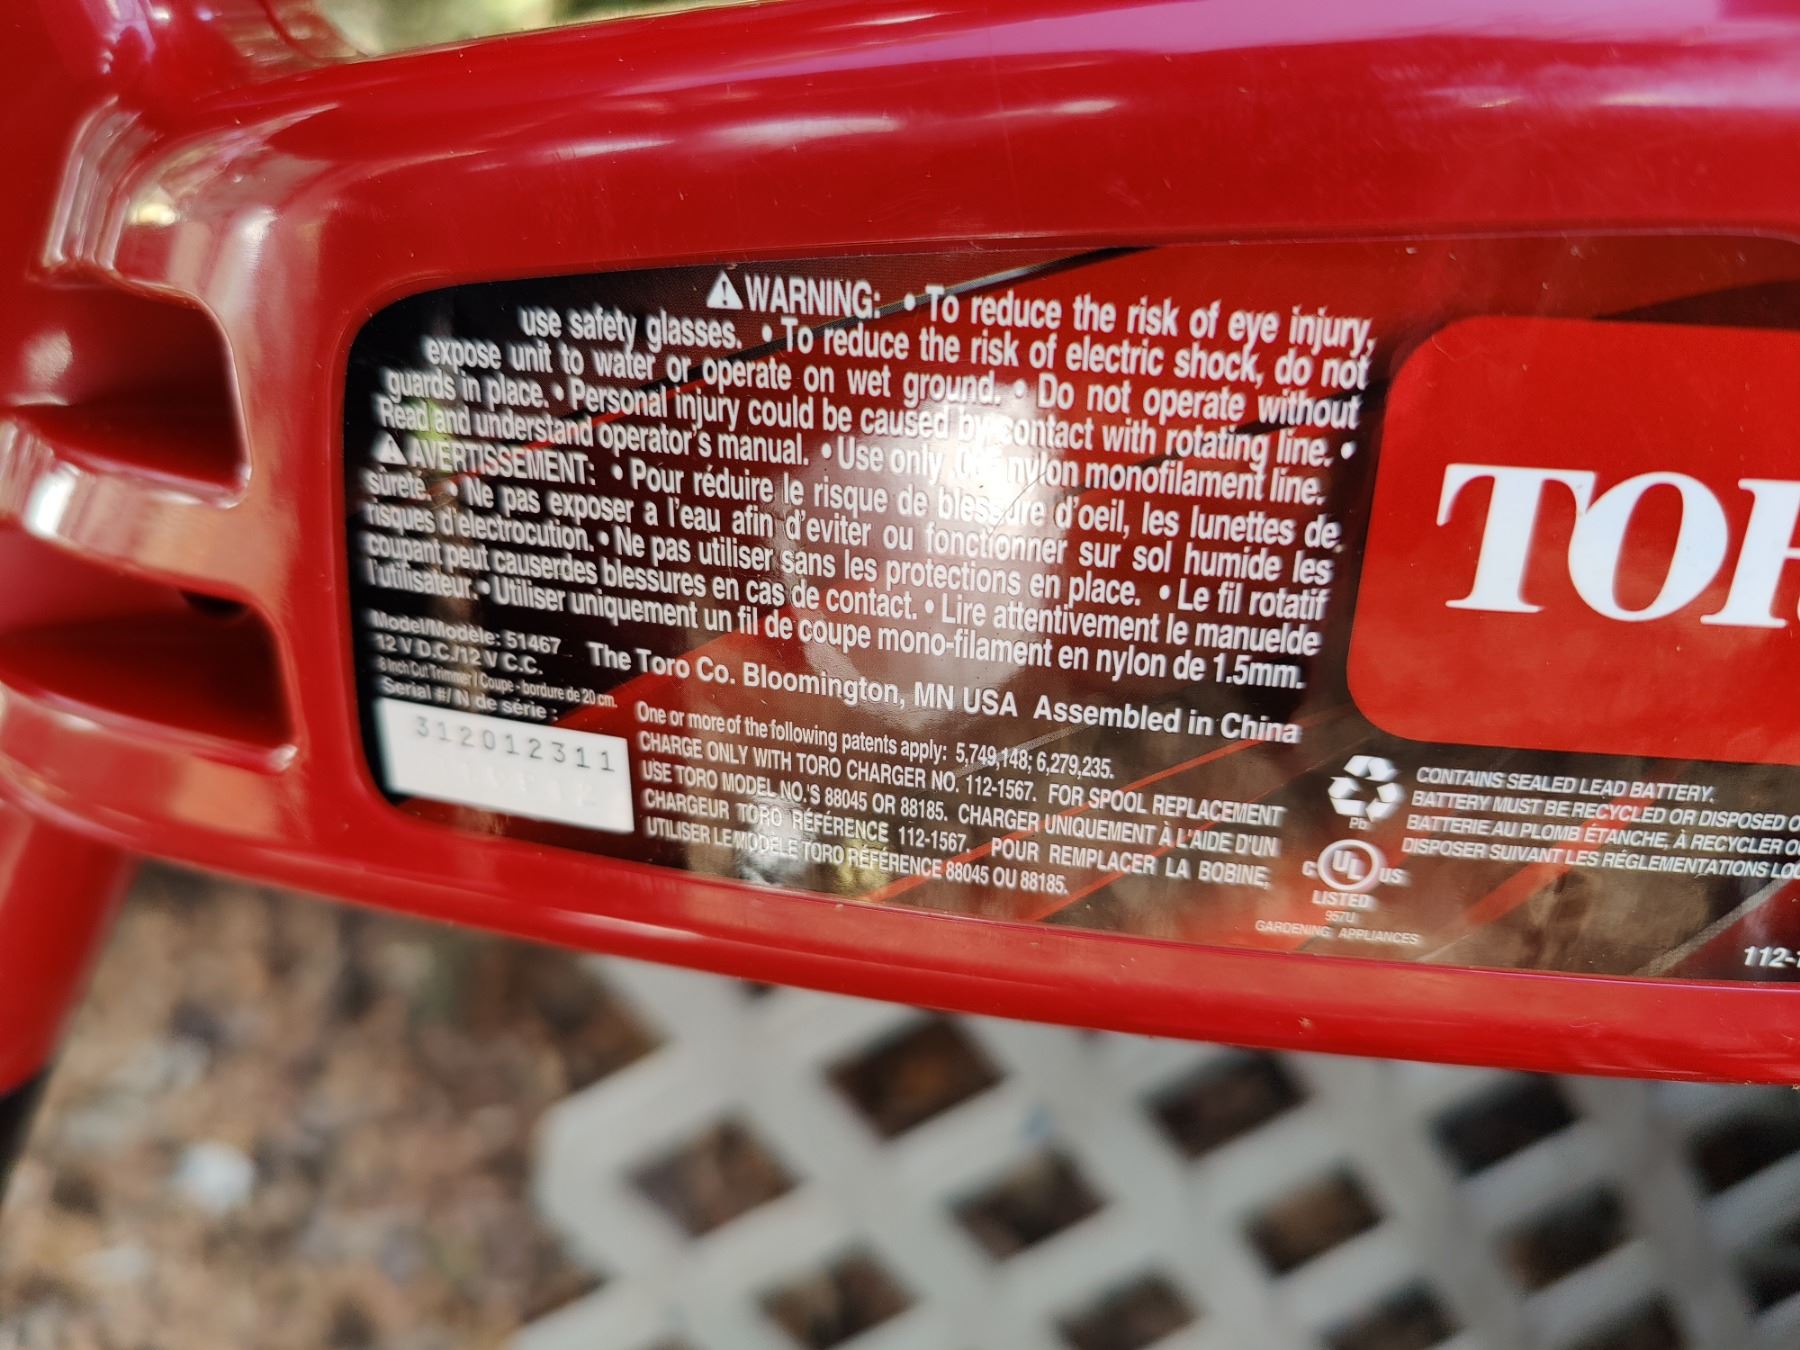 ⚠WARNING: • To reduce the risk of eye injury,
use safety glasses. • To reduce the risk of electric shock, do not
expose unit to water or operate on wet ground. • Do not operate without
guards in place. • Personal injury could be caused by contact with rotating line. •
Read and understand operator's manual. • Use only nylon monofilament line.
⚠AVERTISSEMENT: • Pour réduire le risque de blessure d'oeil, les lunettes de
sûreté. • Ne pas exposer a l'eau afin d'eviter ou fonctionner sur sol humide les
risques d'electrocution. • Ne pas utiliser sans les protections en place. • Le fil rotatif
coupant peut causerdes blessures en cas de contact. • Lire attentivement le manuelde
l'utilisateur. • Utiliser uniquement un fil de coupe mono-filament en nylon de 1.5mm.
Model/Modèle: 51467
12 V D.C./12 V C.C.
8 Inch Cut Trimmer I Coupe - bordure de 20 cm.
Serial #/ N de série :
312012311
The Toro Co. Bloomington, MN USA Assembled in China
One or more of the following patents apply: 5,749,148; 6,279,235.
CHARGE ONLY WITH TORO CHARGER NO. 112-1567. FOR SPOOL REPLACEMENT
USE TORO MODEL NO.'S 88045 OR 88185. CHARGER UNIQUEMENT À L'AIDE D'UN
CHARGEUR TORO RÉFÉRENCE 112-1567. POUR REMPLACER LA BOBINE,
UTILISER LE MODÈLE TORO RÉFÉRENCE 88045 OU 88185.
TOR
Pb
CONTAINS SEALED LEAD BATTERY.
BATTERY MUST BE RECYCLED OR DISPOSED O
BATTERIE AU PLOMB ÉTANCHE, À RECYCLER O
DISPOSER SUIVANT LES RÉGLEMENTATIONS LO
C UL US
LISTED
957U
GARDENING APPLIANCES
112-